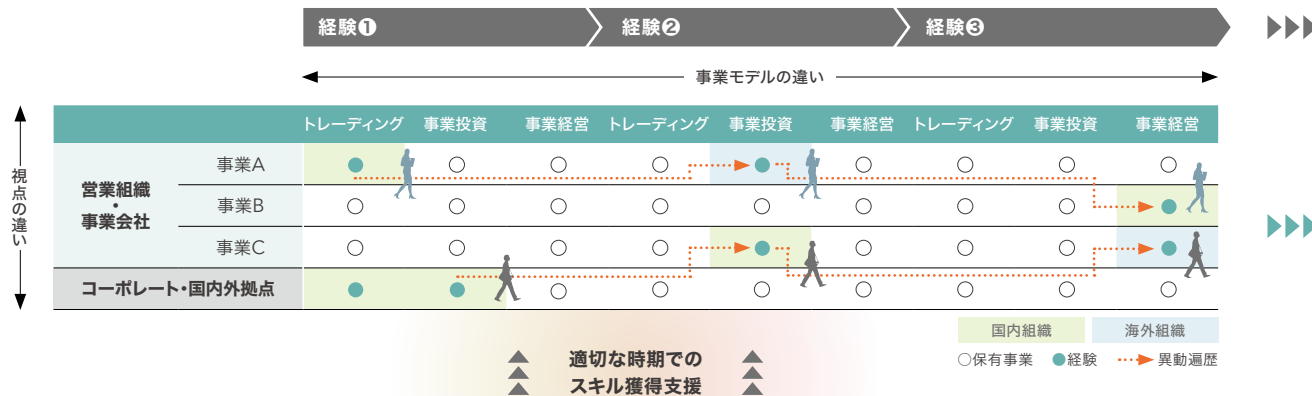 経験❶ 経験❷ 経験❸
事業モデルの違い
視点の違い
トレーディング 事業投資 事業経営 トレーディング 事業投資 事業経営 トレーディング 事業投資 事業経営
営業組織
・
事業会社
事業A
事業B
事業C
コーポレート・国内外拠点
国内組織 海外組織
○保有事業 ●経験 異動遍歴
適切な時期での
スキル獲得支援